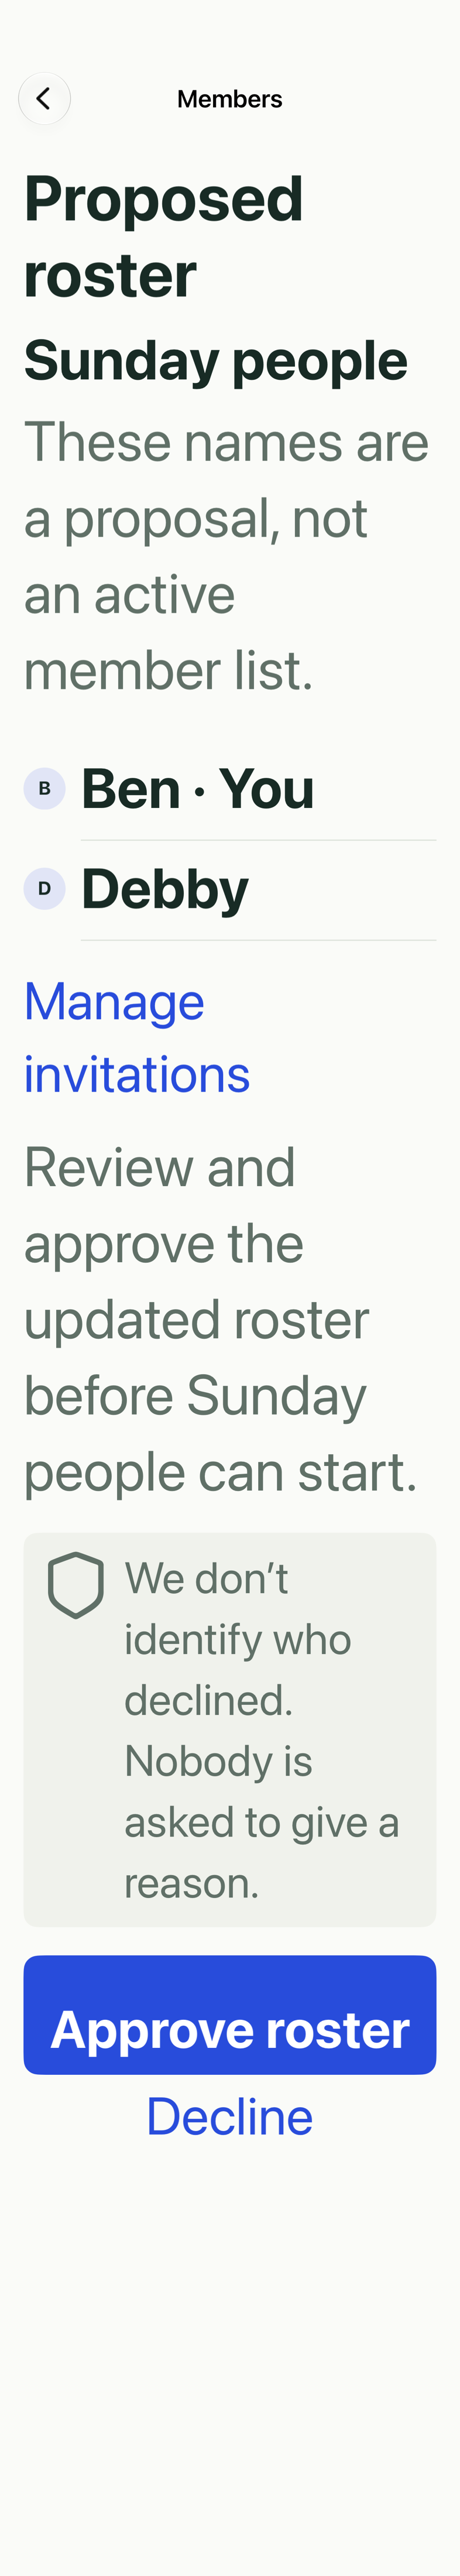 Members
Proposed
roster
Sunday people
These names are
a proposal, not
an active
member list.
B
Ben · You
D
Debby
Manage
invitations
Review and
approve the
updated roster
before Sunday
people can start.
We don’t
identify who
declined.
Nobody is
asked to give a
reason.
Approve roster
Decline